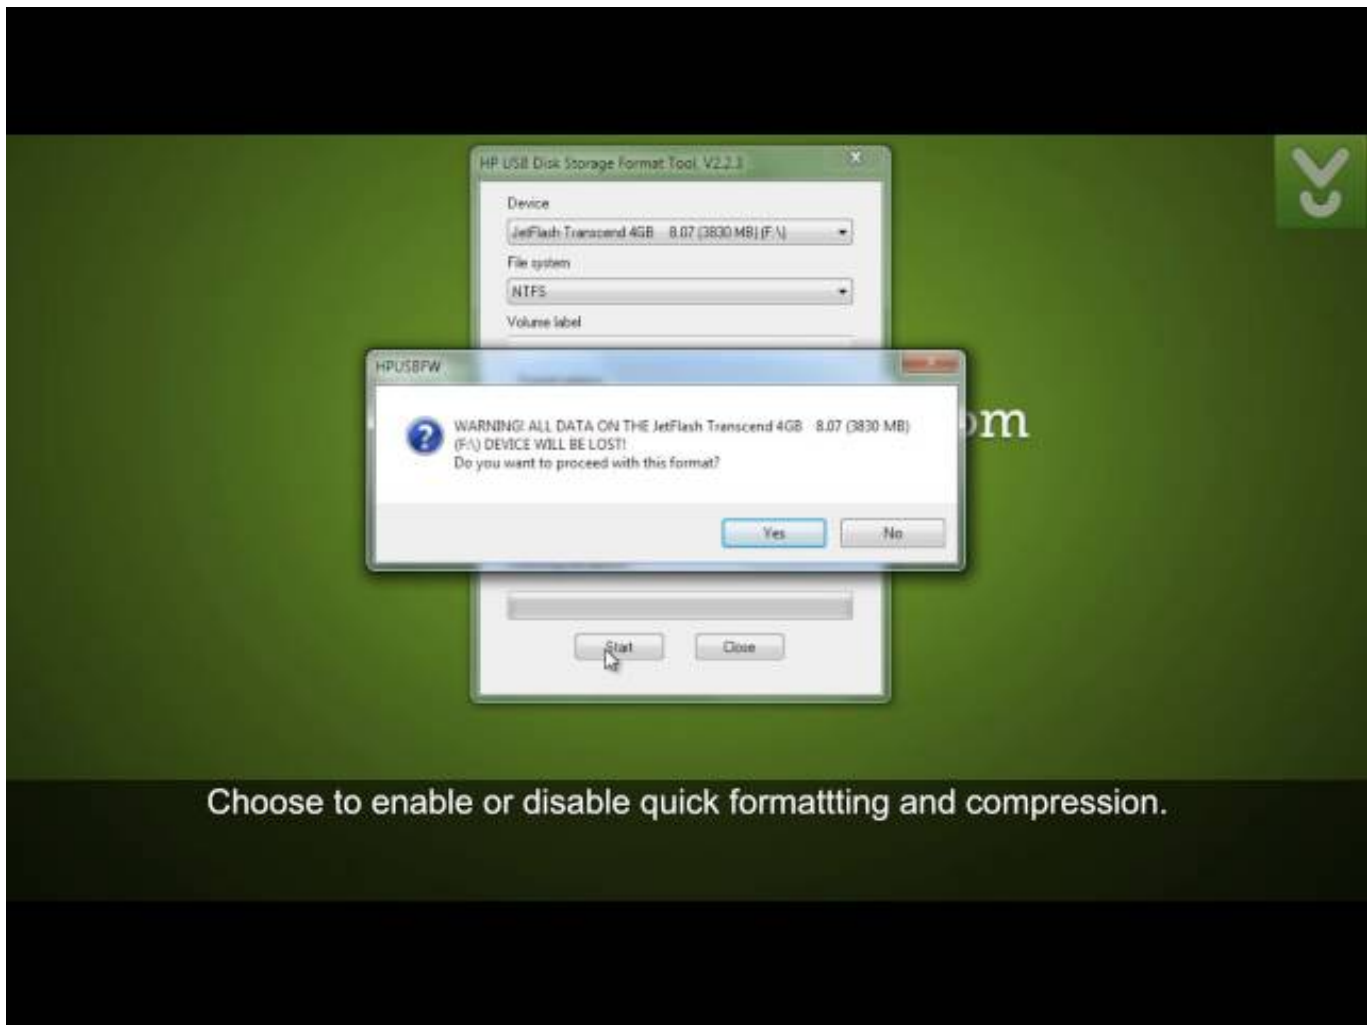 HP USB Disk Storage Format Tool, V2.2.3
Device
JetFlash Transcend 4GB 8.07 (3830 MB) (F:\)
File system
NTFS
Volume label
HPUSBFW
om
WARNING! ALL DATA ON THE JetFlash Transcend 4GB 8.07 (3830 MB)
(F:\) DEVICE WILL BE LOST!
Do you want to proceed with this format?
Yes No
Start Close
Choose to enable or disable quick formattting and compression.